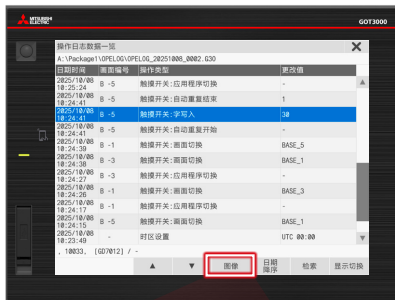 MITSUBISHI
ELECTRIC
GOT3000
操作日志数据一览
A:\Package1\OPELOG\OPELOG_20251008_0002.G3O
日期时间 画面编号 操作类型 更改值
2025/10/08 10:25:24 B -5 触摸开关:应用程序切换 -
2025/10/08 10:24:41 B -5 触摸开关:自动重复结束 1
2025/10/08 10:24:41 B -5 触摸开关:字写入 30
2025/10/08 10:24:41 B -5 触摸开关:自动重复开始 -
2025/10/08 10:24:39 B -1 触摸开关:画面切换 BASE_5
2025/10/08 10:24:38 B -3 触摸开关:画面切换 BASE_1
2025/10/08 10:24:27 B -3 触摸开关:应用程序切换 -
2025/10/08 10:24:26 B -1 触摸开关:画面切换 BASE_3
2025/10/08 10:24:17 B -1 触摸开关:应用程序切换 -
2025/10/08 10:24:15 B -5 触摸开关:画面切换 BASE_1
2025/10/08 10:23:49 - 时区设置 UTC 00:00
, 10033, [GD7012] / -
▲ ▼ 图像 日期降序 检索 显示切换